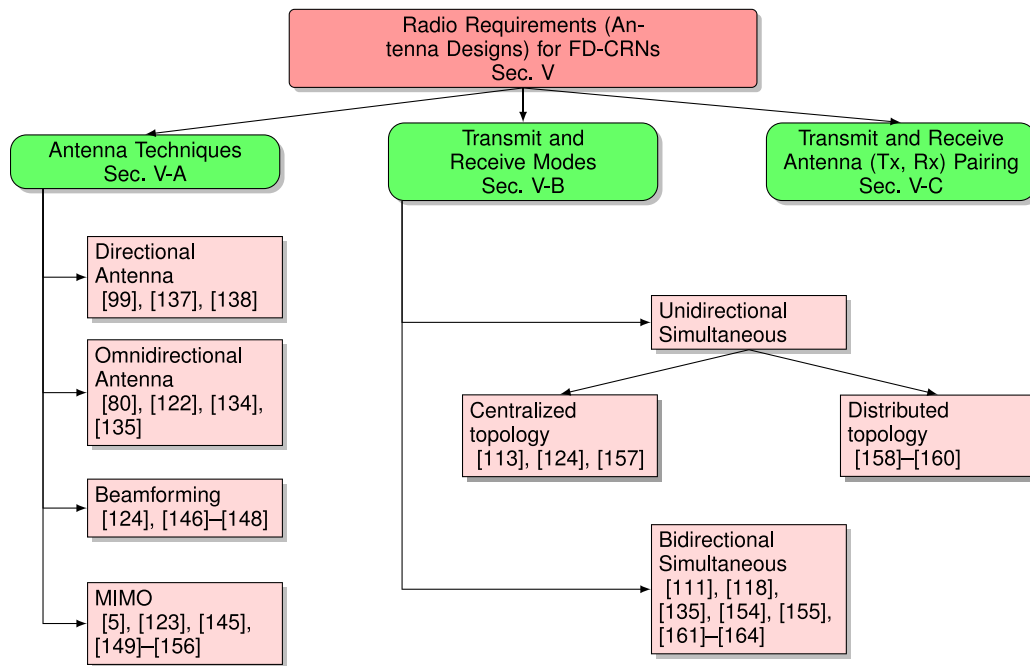 Radio Requirements (An-
tenna Designs) for FD-CRNs
Sec. V
Antenna Techniques
Sec. V-A
Transmit and
Receive Modes
Sec. V-B
Transmit and Receive
Antenna (Tx, Rx) Pairing
Sec. V-C
Directional
Antenna
[99], [137], [138]
Omnidirectional
Antenna
[80], [122], [134],
[135]
Beamforming
[124], [146]–[148]
MIMO
[5], [123], [145],
[149]–[156]
Unidirectional
Simultaneous
Centralized
topology
[113], [124], [157]
Distributed
topology
[158]–[160]
Bidirectional
Simultaneous
[111], [118],
[135], [154], [155],
[161]–[164]